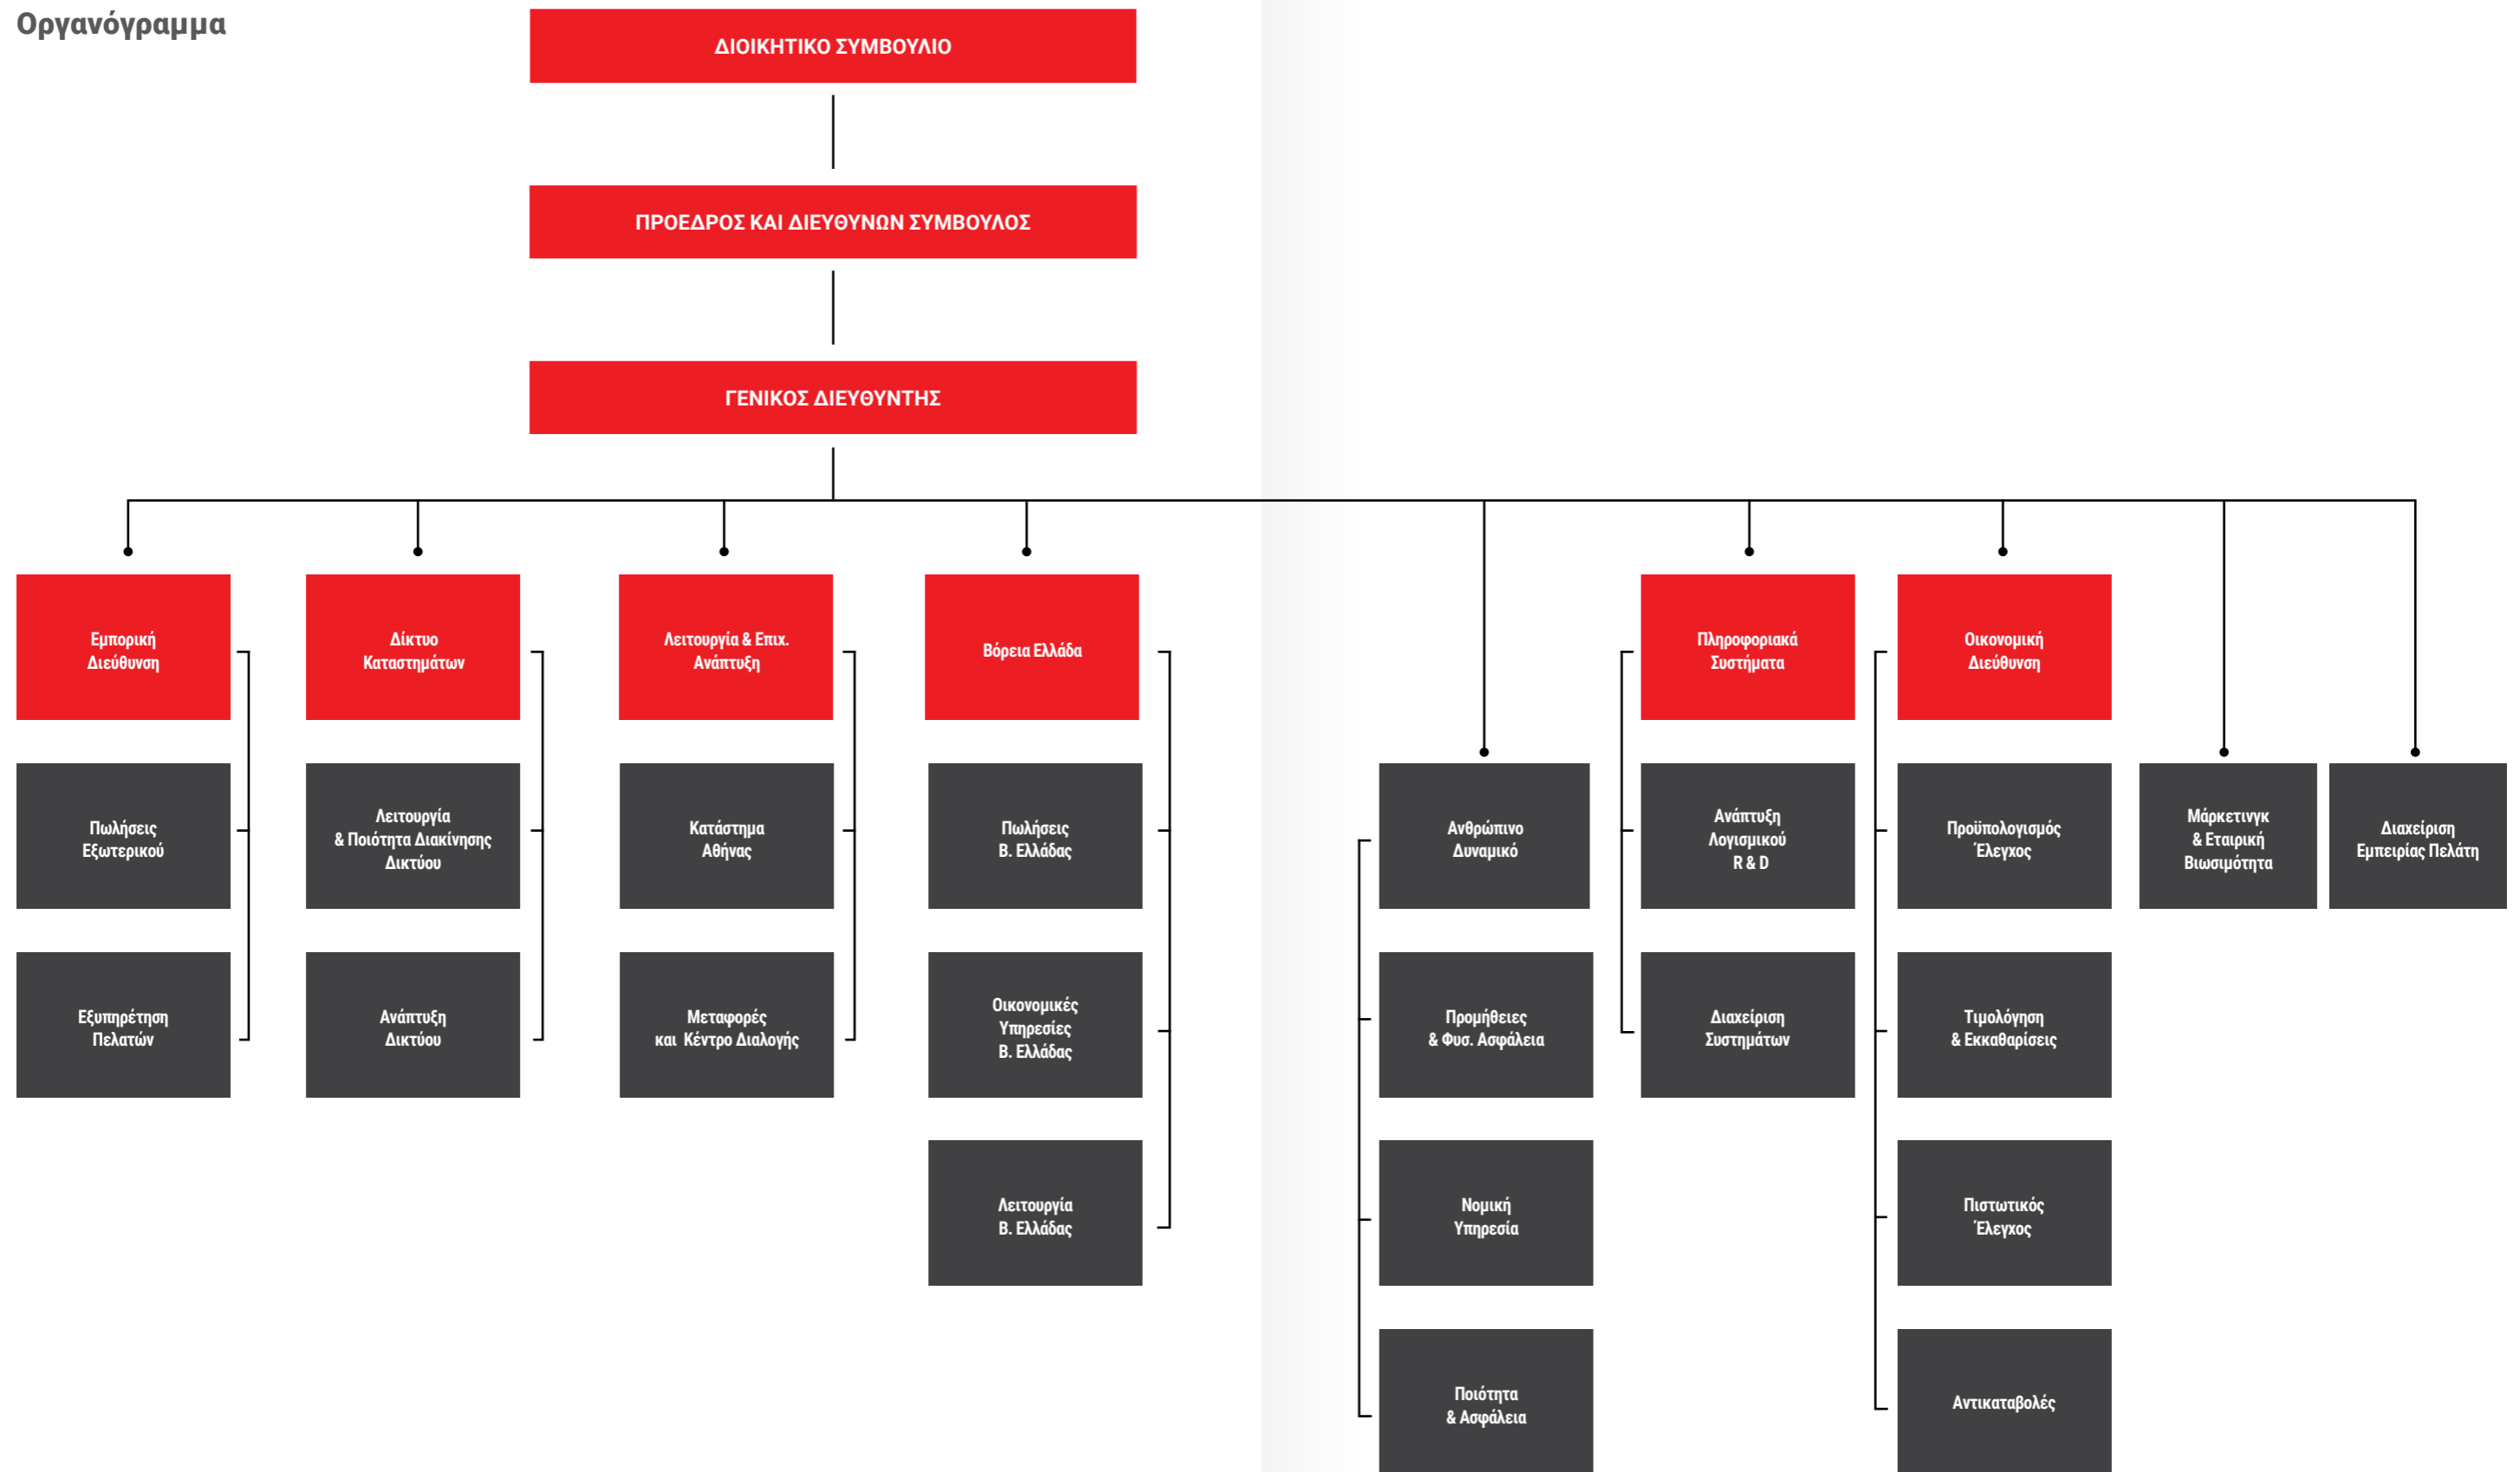 Οργανόγραμμα
ΔΙΟΙΚΗΤΙΚΟ ΣΥΜΒΟΥΛΙΟ
ΠΡΟΕΔΡΟΣ ΚΑΙ ΔΙΕΥΘΥΝΩΝ ΣΥΜΒΟΥΛΟΣ
ΓΕΝΙΚΟΣ ΔΙΕΥΘΥΝΤΗΣ
Εμπορική
Διεύθυνση
Δίκτυο
Καταστημάτων
Λειτουργία & Επιχ.
Ανάπτυξη
Βόρεια Ελλάδα
Πληροφοριακά
Συστήματα
Οικονομική
Διεύθυνση
Πωλήσεις
Εξωτερικού
Λειτουργία
& Ποιότητα Διακίνησης
Δικτύου
Κατάστημα
Αθήνας
Πωλήσεις
Β. Ελλάδας
Ανθρώπινο
Δυναμικό
Ανάπτυξη
Λογισμικού
R & D
Προϋπολογισμός
Έλεγχος
Μάρκετινγκ
& Εταιρική
Βιωσιμότητα
Διαχείριση
Εμπειρίας Πελάτη
Εξυπηρέτηση
Πελατών
Ανάπτυξη
Δικτύου
Μεταφορές
και Κέντρο Διαλογής
Οικονομικές
Υπηρεσίες
Β. Ελλάδας
Προμήθειες
& Φυσ. Ασφάλεια
Διαχείριση
Συστημάτων
Τιμολόγηση
& Εκκαθαρίσεις
Λειτουργία
Β. Ελλάδας
Νομική
Υπηρεσία
Πιστωτικός
Έλεγχος
Ποιότητα
& Ασφάλεια
Αντικαταβολές